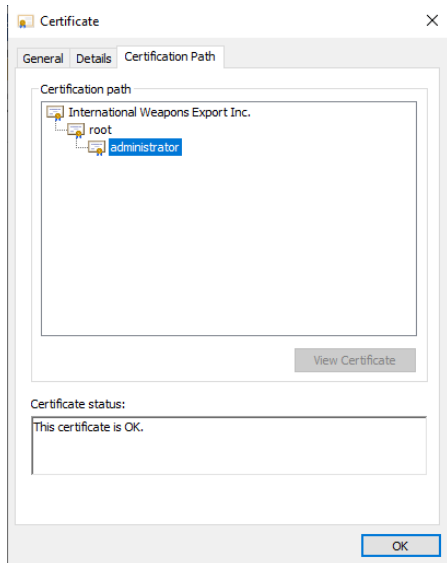 Certificate
General Details Certification Path
Certification path
International Weapons Export Inc.
root
administrator
View Certificate
Certificate status:
This certificate is OK.
OK